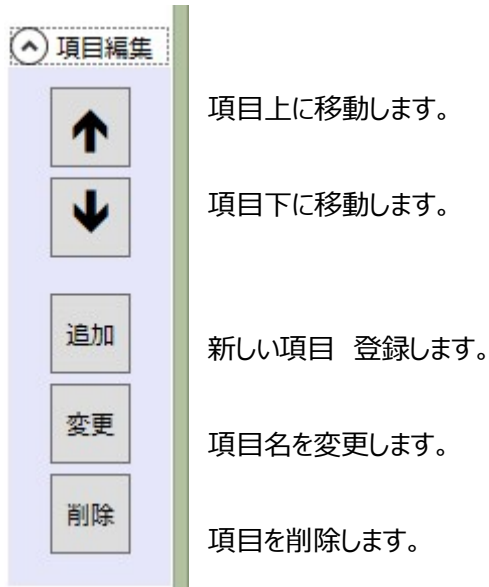 項目編集
項目上に移動します。
項目下に移動します。
追加
新しい項目 登録します。
変更
項目名を変更します。
削除
項目を削除します。